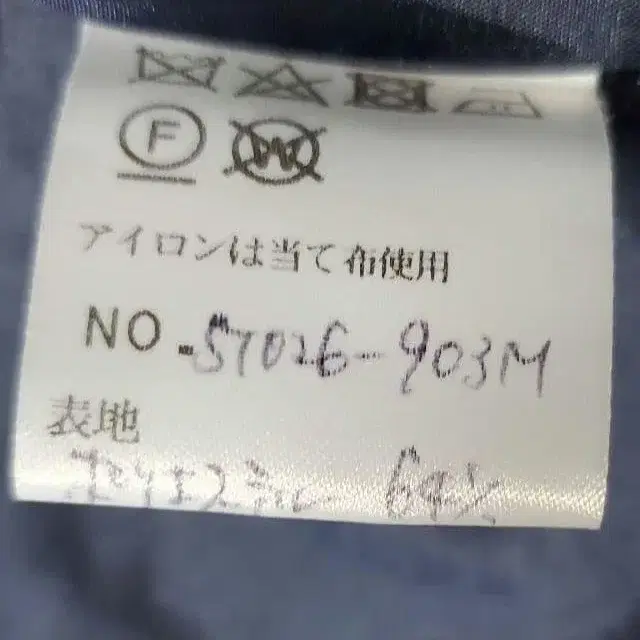 F
W
アイロンは当て布使用
NO.S7026-903M
表地
ポリエステル 64%